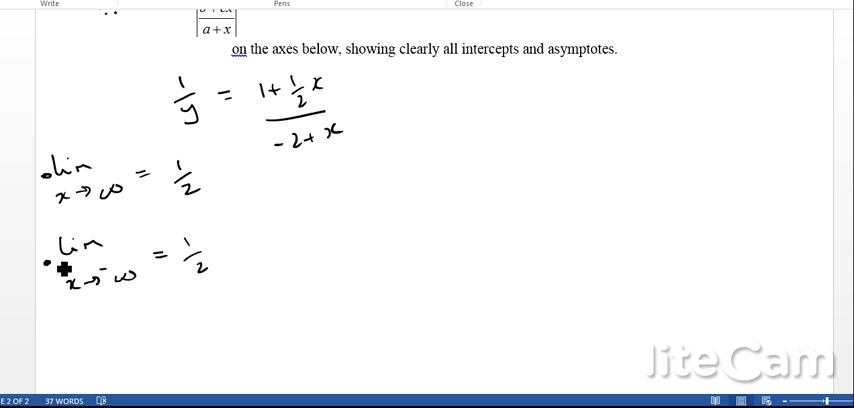 Write Pens Close
a + x
on the axes below, showing clearly all intercepts and asymptotes.
1/y = (1 + 1/2 x)/(-2 + x)
lim x→∞ = 1/2
lim x→-∞ = 1/2
liteCam
E 2 OF 2 37 WORDS